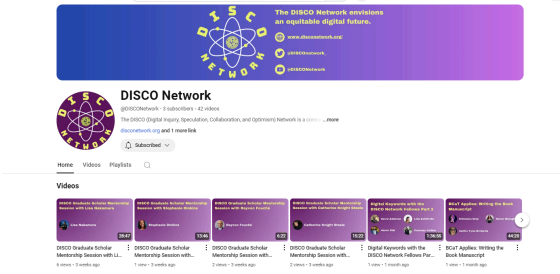 The DISCO Network envisions
an equitable digital future.
DISCO
NETWORK
www.disconetwork.org/
@DISCONetwork
@DISCONetwork
DISCO
NETWORK
DISCO Network
@DISCONetwork · 3 subscribers · 42 videos
The DISCO (Digital Inquiry, Speculation, Collaboration, and Optimism) Network is a ...more
disconetwork.org and 1 more link
Subscribed
Home Videos Playlists
Videos
DISCO Graduate Scholar Mentorship
Session with Lisa Nakamura
Lisa Nakamura
28:47
DISCO Graduate Scholar Mentorship
Session with Stephanie Dinkins
Stephanie Dinkins
13:46
DISCO Graduate Scholar Mentorship
Session with Rayvon Fouché
Rayvon Fouché
6:22
DISCO Graduate Scholar Mentorship
Session with Catherine Knight Steele
Catherine Knight Steele
15:22
Digital Keywords with the
DISCO Network Fellows Part 2
1:36:55
BCaT Applies: Writing the Book
Manuscript
44:20
DISCO Graduate Scholar
Mentorship Session with Li...
6 views · 3 weeks ago
DISCO Graduate Scholar
Mentorship Session with...
1 view · 3 weeks ago
DISCO Graduate Scholar
Mentorship Session with...
3 views · 3 weeks ago
DISCO Graduate Scholar
Mentorship Session with...
2 views · 3 weeks ago
Digital Keywords with the
DISCO Network Fellows Par...
1 view · 1 month ago
BCaT Applies: Writing the
Book Manuscript
1 view · 1 month ago